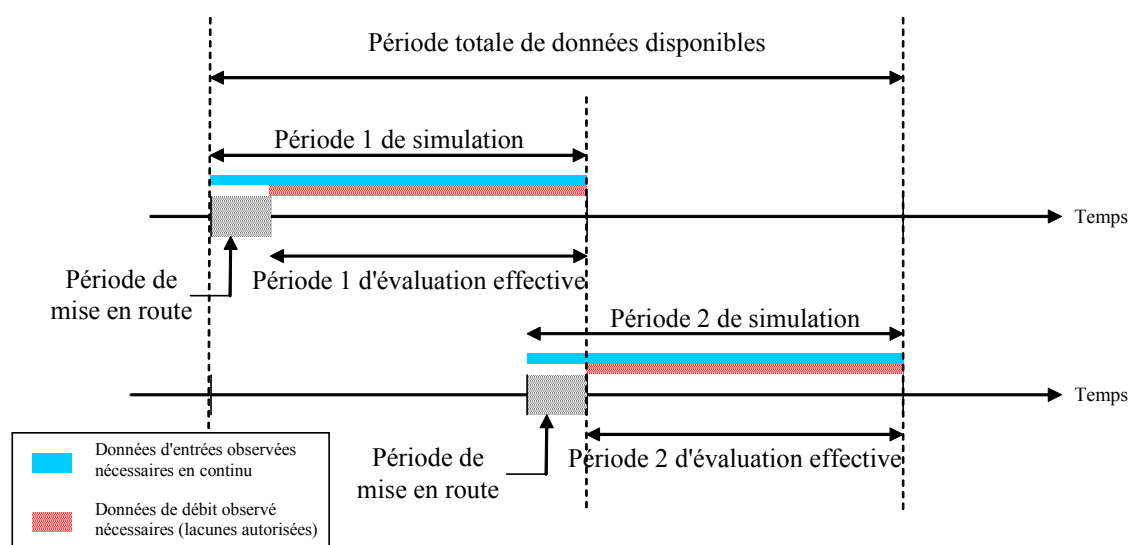 Période totale de données disponibles
Période 1 de simulation
Temps
Période de
mise en route
Période 1 d'évaluation effective
Période 2 de simulation
Temps
Période de
mise en route
Période 2 d'évaluation effective
Données d'entrées observées
nécessaires en continu
Données de débit observé
nécessaires (lacunes autorisées)